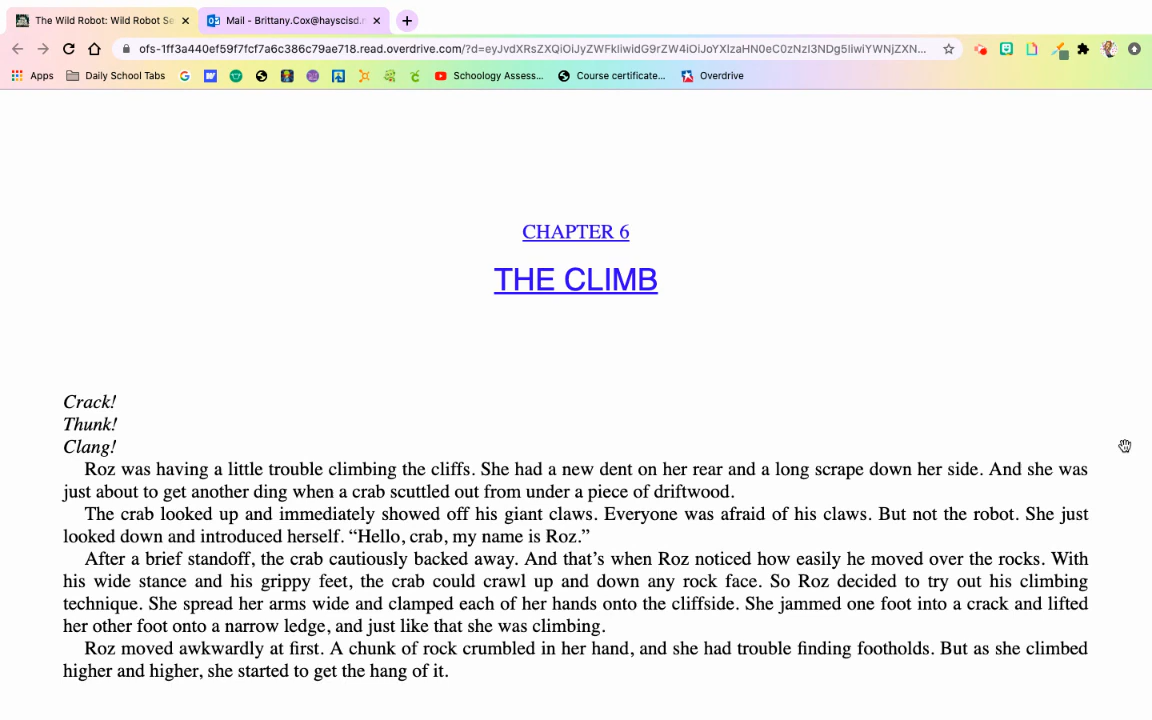 The Wild Robot: Wild Robot Se
Mail - Brittany.Cox@hayscisd.
ofs-1ff3a440ef59f7fcf7a6c386c79ae718.read.overdrive.com/?d=eyJvdXRsZXQiOiJyZWFkIiwidG9rZW4iOiJoYXIzaHN0eC0zNzI3NDg5IiwiYWNjZXN...
Apps
Daily School Tabs
Schoology Assess...
Course certificate...
Overdrive
CHAPTER 6
THE CLIMB
Crack!
Thunk!
Clang!
Roz was having a little trouble climbing the cliffs. She had a new dent on her rear and a long scrape down her side. And she was
just about to get another ding when a crab scuttled out from under a piece of driftwood.
The crab looked up and immediately showed off his giant claws. Everyone was afraid of his claws. But not the robot. She just
looked down and introduced herself. “Hello, crab, my name is Roz.”
After a brief standoff, the crab cautiously backed away. And that’s when Roz noticed how easily he moved over the rocks. With
his wide stance and his grippy feet, the crab could crawl up and down any rock face. So Roz decided to try out his climbing
technique. She spread her arms wide and clamped each of her hands onto the cliffside. She jammed one foot into a crack and lifted
her other foot onto a narrow ledge, and just like that she was climbing.
Roz moved awkwardly at first. A chunk of rock crumbled in her hand, and she had trouble finding footholds. But as she climbed
higher and higher, she started to get the hang of it.